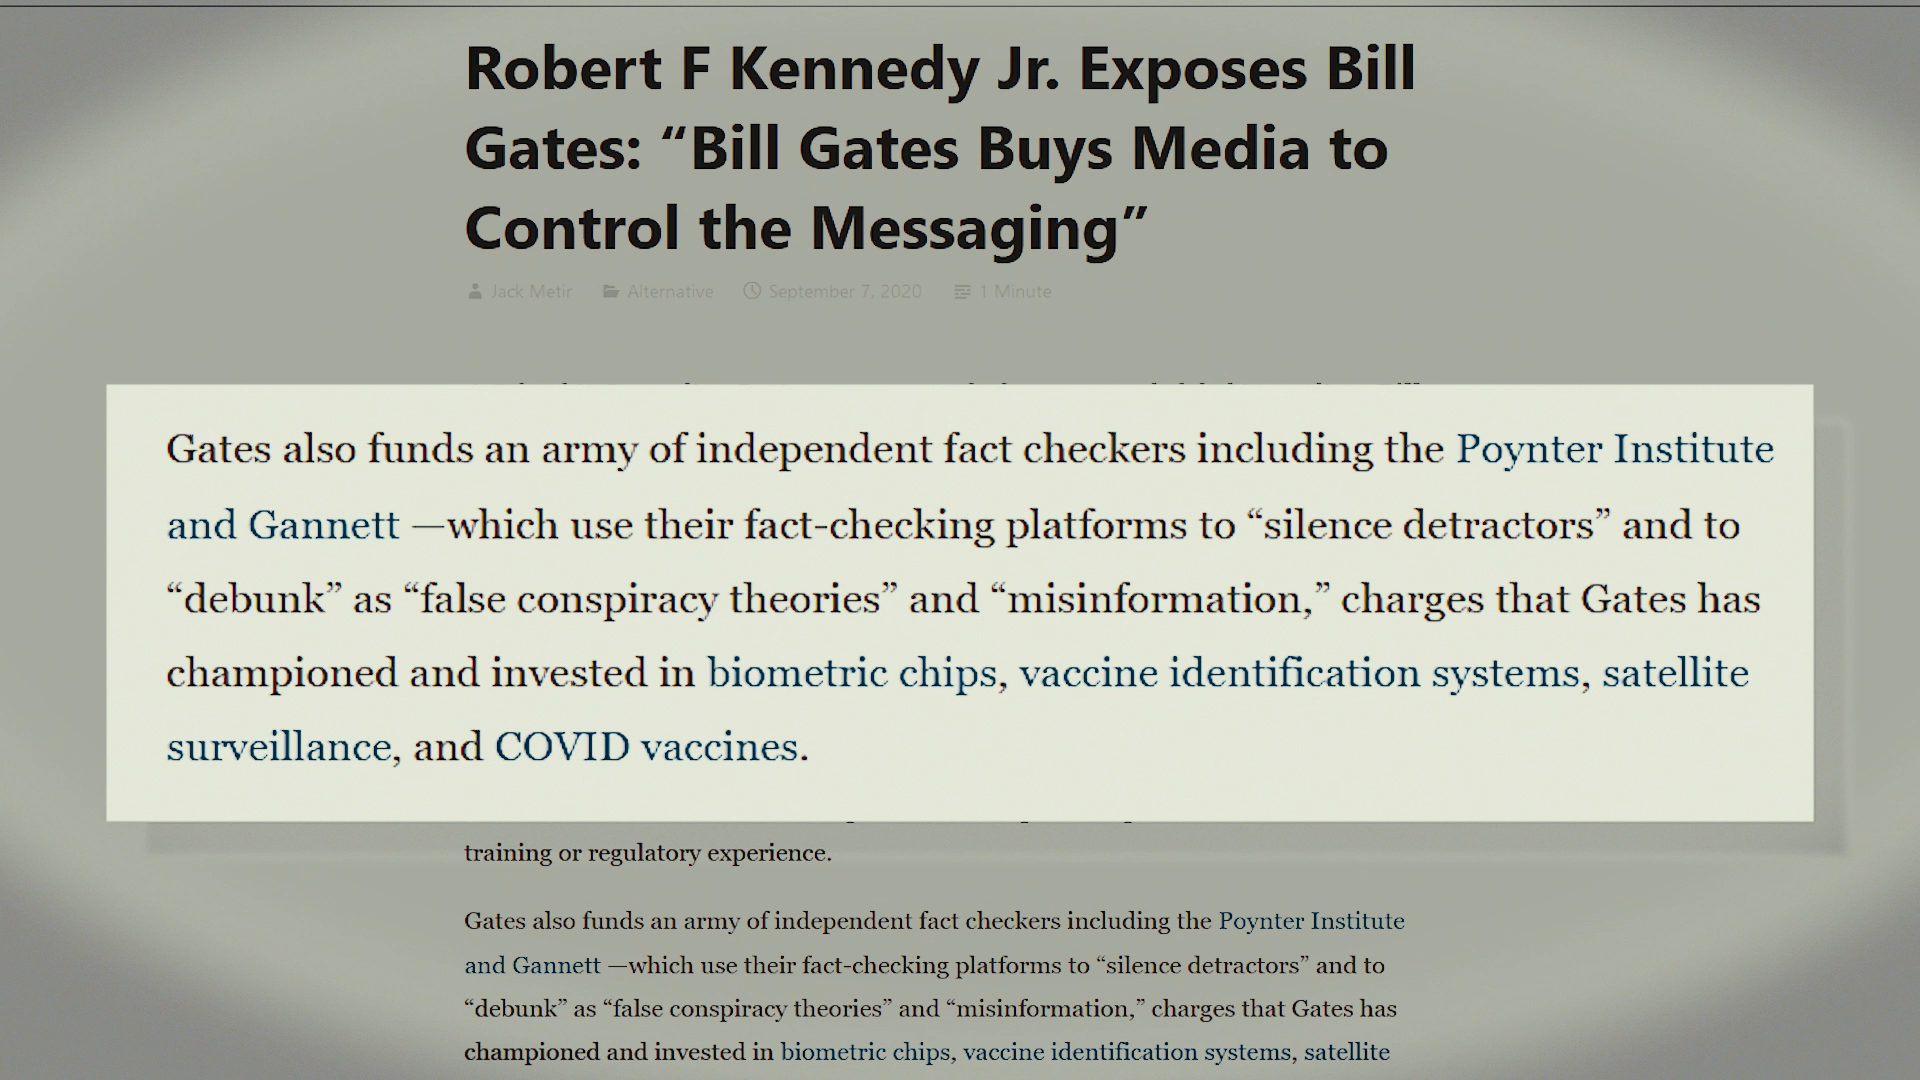 Robert F Kennedy Jr. Exposes Bill
Gates: “Bill Gates Buys Media to
Control the Messaging”
Jack Metir Alternative September 7, 2020 1 Minute
Gates also funds an army of independent fact checkers including the Poynter Institute
and Gannett —which use their fact-checking platforms to “silence detractors” and to
“debunk” as “false conspiracy theories” and “misinformation,” charges that Gates has
championed and invested in biometric chips, vaccine identification systems, satellite
surveillance, and COVID vaccines.
training or regulatory experience.
Gates also funds an army of independent fact checkers including the Poynter Institute
and Gannett —which use their fact-checking platforms to “silence detractors” and to
“debunk” as “false conspiracy theories” and “misinformation,” charges that Gates has
championed and invested in biometric chips, vaccine identification systems, satellite